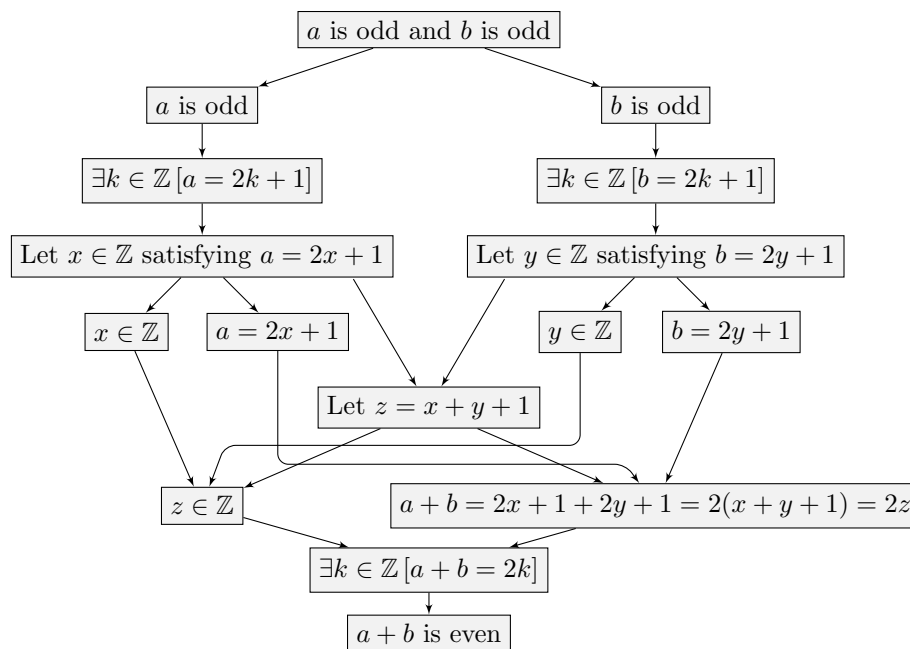 a is odd and b is odd
a is odd
b is odd
∃k ∈ ℤ [a = 2k + 1]
∃k ∈ ℤ [b = 2k + 1]
Let x ∈ ℤ satisfying a = 2x + 1
Let y ∈ ℤ satisfying b = 2y + 1
x ∈ ℤ
a = 2x + 1
y ∈ ℤ
b = 2y + 1
Let z = x + y + 1
z ∈ ℤ
a + b = 2x + 1 + 2y + 1 = 2(x + y + 1) = 2z
∃k ∈ ℤ [a + b = 2k]
a + b is even